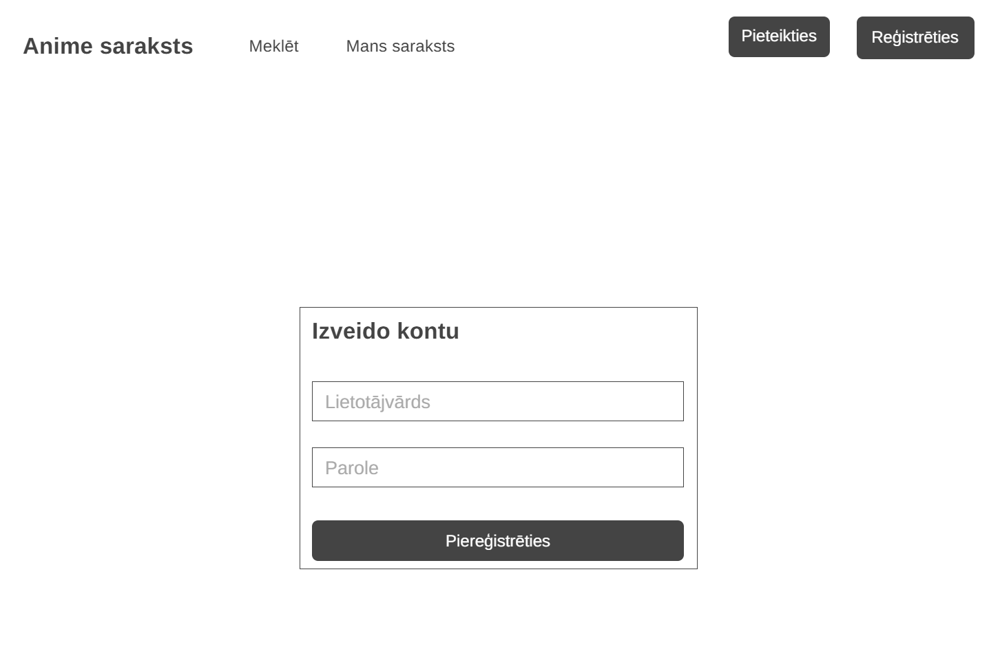 Anime saraksts
Meklēt
Mans saraksts
Pieteikties
Reģistrēties
Izveido kontu
Lietotājvārds
Parole
Piereģistrēties